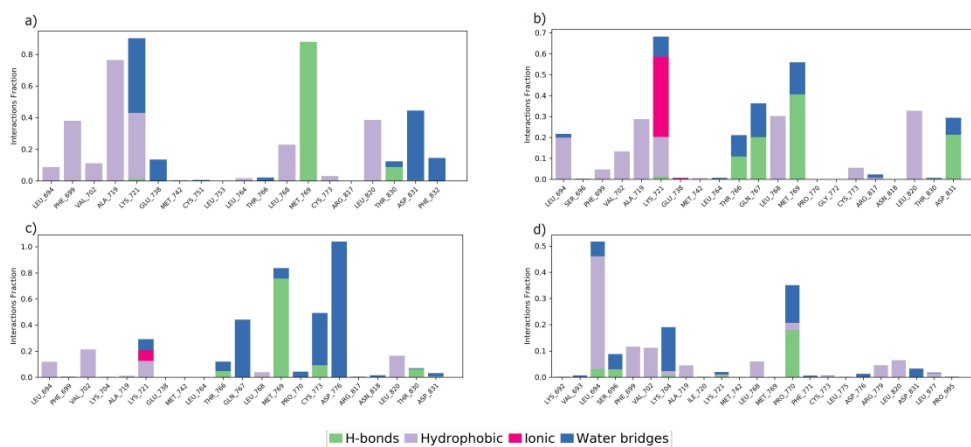 a)
Interactions Fraction
0.8
0.6
0.4
0.2
0.0
LEU_694
PHE_699
VAL_702
ALA_719
LYS_721
GLU_738
MET_742
CYS_751
LEU_753
LEU_764
THR_766
LEU_768
MET_769
CYS_773
ARG_817
LEU_820
THR_830
ASP_831
PHE_832
b)
Interactions Fraction
0.7
0.6
0.5
0.4
0.3
0.2
0.1
0.0
LEU_694
SER_696
PHE_699
VAL_702
ALA_719
LYS_721
GLU_738
MET_742
LEU_764
THR_766
GLN_767
LEU_768
MET_769
PRO_770
GLY_772
CYS_773
ARG_817
ASN_818
LEU_820
THR_830
ASP_831
c)
Interactions Fraction
1.0
0.8
0.6
0.4
0.2
0.0
LEU_694
PHE_699
VAL_702
LYS_704
ALA_719
LYS_721
GLU_738
MET_742
LEU_764
THR_766
GLN_767
LEU_768
MET_769
PRO_770
CYS_773
ASP_776
ARG_817
ASN_818
LEU_820
THR_830
ASP_831
d)
Interactions Fraction
0.5
0.4
0.3
0.2
0.1
0.0
LYS_692
VAL_693
LEU_694
SER_696
PHE_699
VAL_702
LYS_704
ALA_719
ILE_720
LYS_721
MET_742
LEU_768
MET_769
PRO_770
PHE_771
CYS_773
LEU_775
ASP_776
ARG_779
LEU_820
ASP_831
LEU_977
PRO_995
H-bonds
Hydrophobic
Ionic
Water bridges